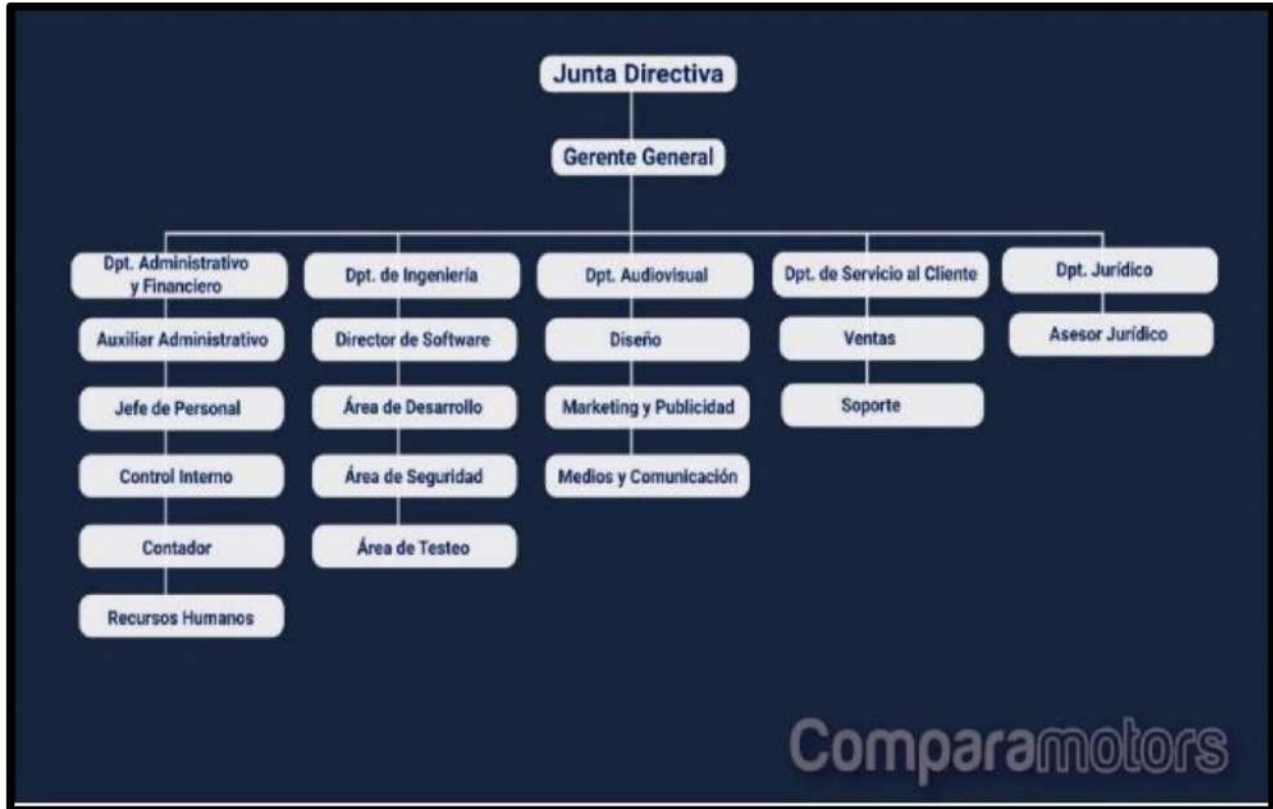 Junta Directiva
Gerente General
Dpt. Administrativo
y Financiero
Dpt. de Ingeniería
Dpt. Audiovisual
Dpt. de Servicio al Cliente
Dpt. Jurídico
Auxiliar Administrativo
Director de Software
Diseño
Ventas
Asesor Jurídico
Jefe de Personal
Área de Desarrollo
Marketing y Publicidad
Soporte
Control Interno
Área de Seguridad
Medios y Comunicación
Contador
Área de Testeo
Recursos Humanos
Comparamotors